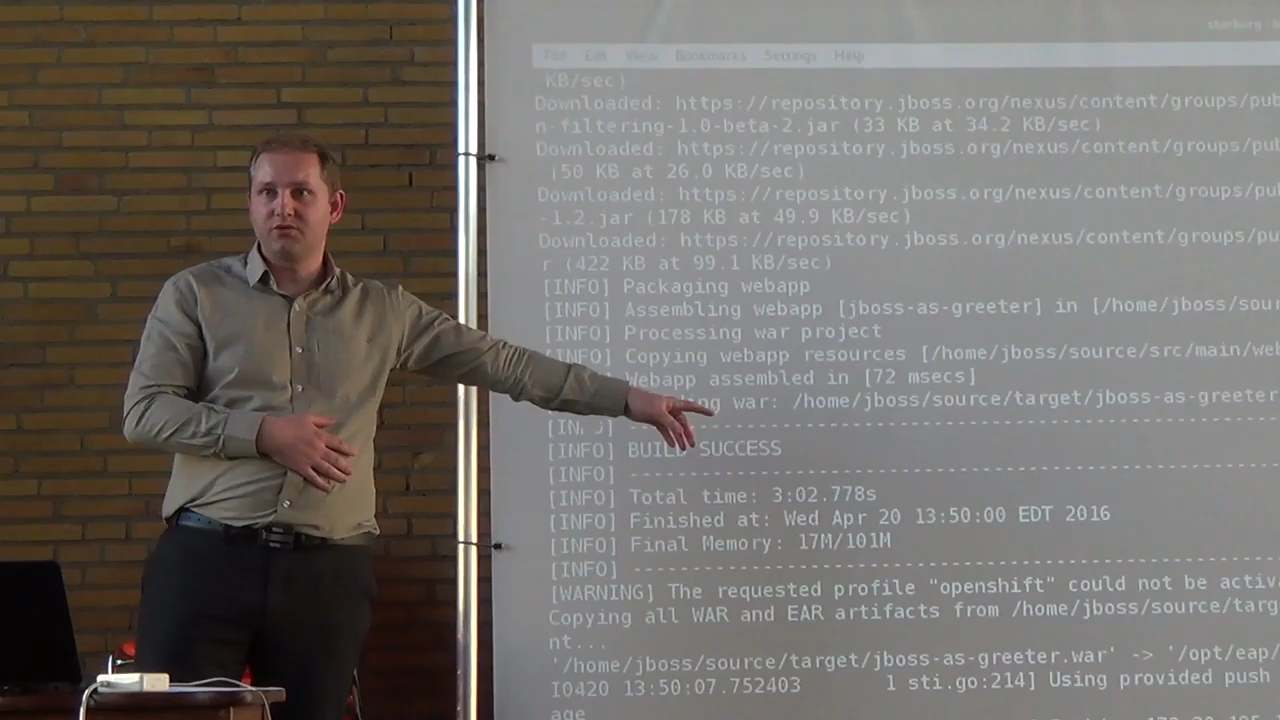 File Edit View Bookmarks Settings Help
KB/sec)
Downloaded: https://repository.jboss.org/nexus/content/groups/pub
n-filtering-1.0-beta-2.jar (33 KB at 34.2 KB/sec)
Downloaded: https://repository.jboss.org/nexus/content/groups/pub
(50 KB at 26.0 KB/sec)
Downloaded: https://repository.jboss.org/nexus/content/groups/pu
-1.2.jar (178 KB at 49.9 KB/sec)
Downloaded: https://repository.jboss.org/nexus/content/groups/pu
r (422 KB at 99.1 KB/sec)
[INFO] Packaging webapp
[INFO] Assembling webapp [jboss-as-greeter] in [/home/jboss/sour
[INFO] Processing war project
[INFO] Copying webapp resources [/home/jboss/source/src/main/web
Webapp assembled in [72 msecs]
ng war: /home/jboss/source/target/jboss-as-greeter
[INFO] ------------------------------------------------
[INFO] BUILD SUCCESS
[INFO] ------------------------------------------------
[INFO] Total time: 3:02.778s
[INFO] Finished at: Wed Apr 20 13:50:00 EDT 2016
[INFO] Final Memory: 17M/101M
[INFO] ------------------------------------------------
[WARNING] The requested profile "openshift" could not be activ
Copying all WAR and EAR artifacts from /home/jboss/source/targ
nt...
'/home/jboss/source/target/jboss-as-greeter.war' -> '/opt/eap/
I0420 13:50:07.752403 1 sti.go:214] Using provided push
age